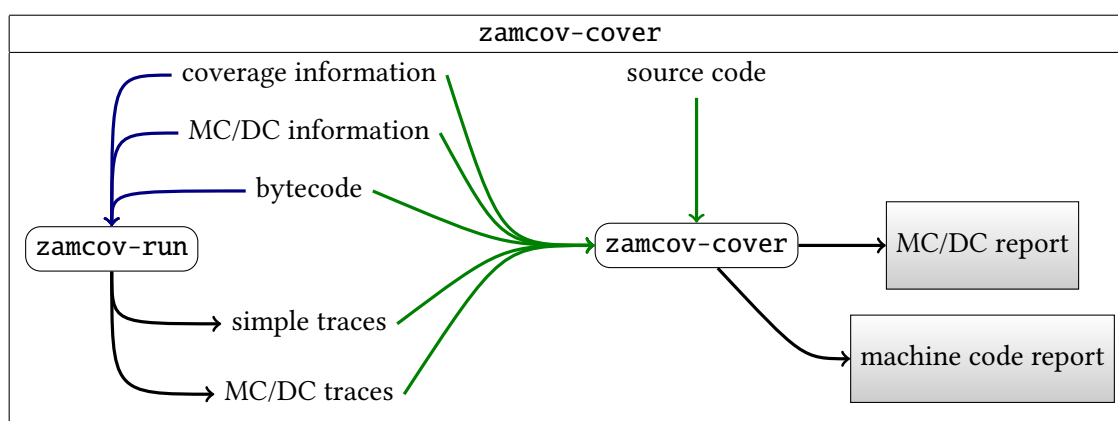 zamcov-cover
coverage information
source code
MC/DC information
bytecode
zamcov-run
zamcov-cover
MC/DC report
simple traces
machine code report
MC/DC traces